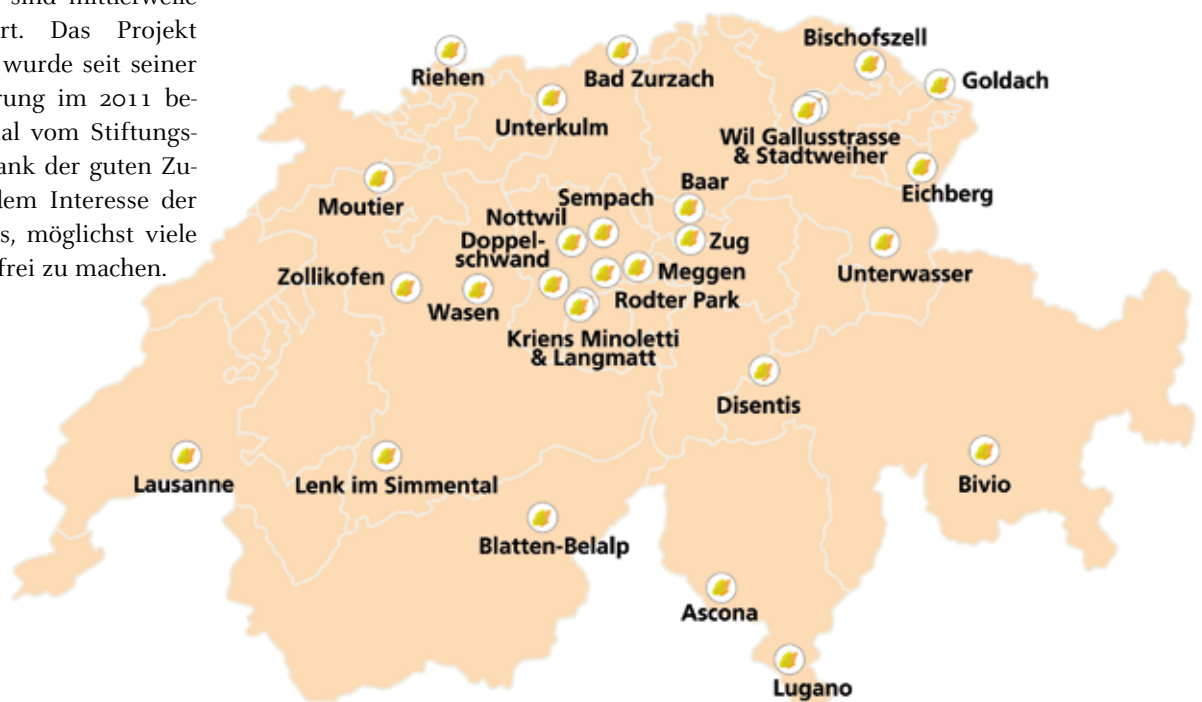 sind mittlerweile
rt. Das Projekt
wurde seit seiner
rung im 2011 be-
al vom Stiftungs-
ank der guten Zu-
dem Interesse der
s, möglichst viele
frei zu machen.
Bischofszell
Riehen
Bad Zurzach
Goldach
Unterkulm
Wil Gallusstrasse
& Stadtweiher
Baar
Eichberg
Moutier
Sempach
Nottwil
Doppel-
schwand
Zug
Zollikofen
Meggen
Unterwasser
Wasen
Rodter Park
Kriens Minoletti
& Langmatt
Disentis
Lausanne
Lenk im Simmental
Bivio
Blatten-Belalp
Ascona
Lugano